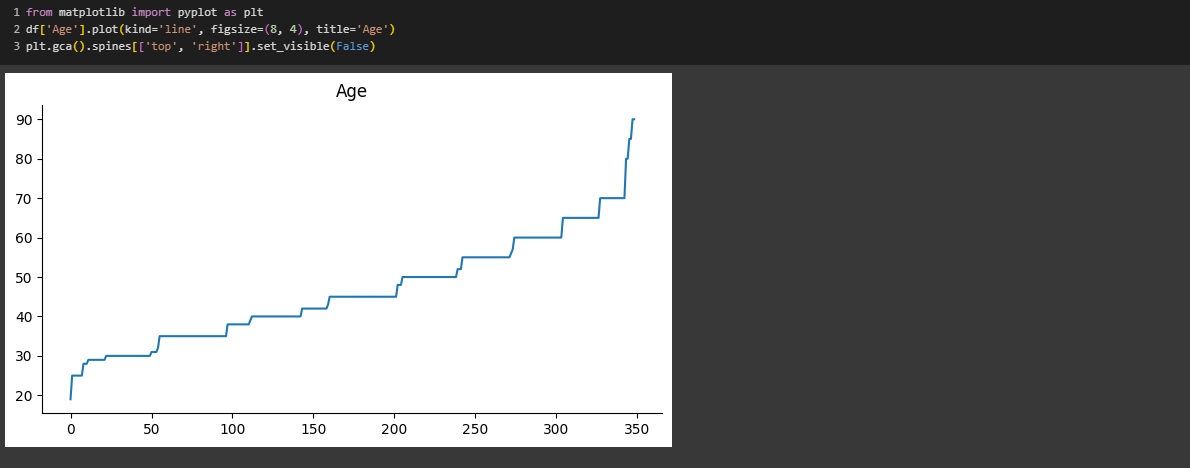 1 from matplotlib import pyplot as plt
2 df['Age'].plot(kind='line', figsize=(8, 4), title='Age')
3 plt.gca().spines[['top', 'right']].set_visible(False)
Age
90
80
70
60
50
40
30
20
0 50 100 150 200 250 300 350